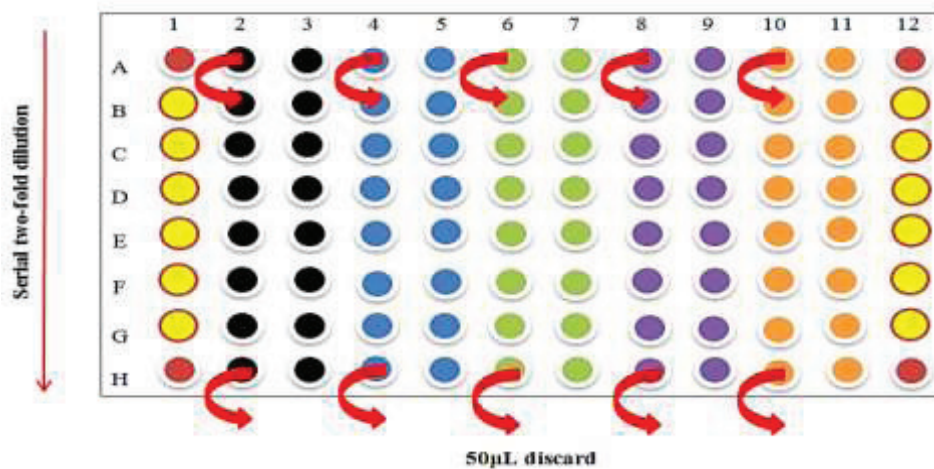 1 2 3 4 5 6 7 8 9 10 11 12
A
B
C
D
E
F
G
H
Serial two-fold dilution
50µL discard